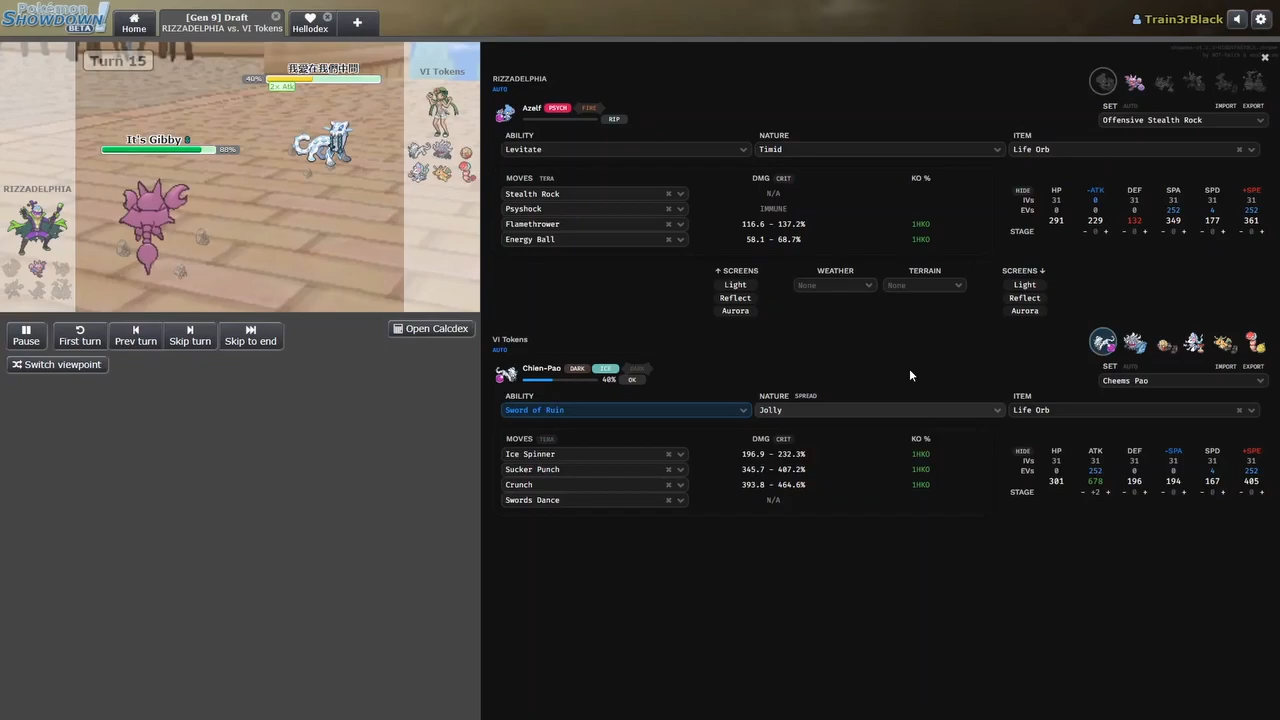 Pokémon
Showdown
BETA
Home
[Gen 9] Draft
RIZZADELPHIA vs. VI Tokens
Hellodex
Train3rBlack
Turn 15
40%
2x Atk
VI Tokens
It's Gibby
88%
RIZZADELPHIA
Pause
First turn
Prev turn
Skip turn
Skip to end
Open Calcdex
Switch viewpoint
RIZZADELPHIA
AUTO
Azelf PSYCH FIRE
RIP
SET AUTO IMPORT EXPORT
Offensive Stealth Rock
ABILITY NATURE ITEM
Levitate Timid Life Orb
MOVES TERA DMG CRIT KO %
Stealth Rock N/A
Psyshock IMMUNE
Flamethrower 116.6 - 137.2% 1HKO
Energy Ball 58.1 - 68.7% 1HKO
HIDE HP -ATK DEF SPA SPD +SPE
IVs 31 0 31 31 31 31
EVs 0 0 0 252 4 252
291 229 132 349 177 361
STAGE - 0 + - 0 + - 0 + - 0 + - 0 +
↑ SCREENS WEATHER TERRAIN SCREENS ↓
Light None None Light
Reflect Reflect
Aurora Aurora
VI Tokens
AUTO
Chien-Pao DARK ICE DARK
40% OK
SET AUTO IMPORT EXPORT
Cheems Pao
ABILITY NATURE SPREAD ITEM
Sword of Ruin Jolly Life Orb
MOVES TERA DMG CRIT KO %
Ice Spinner 196.9 - 232.3% 1HKO
Sucker Punch 345.7 - 407.2% 1HKO
Crunch 393.8 - 464.6% 1HKO
Swords Dance N/A
HIDE HP ATK DEF -SPA SPD +SPE
IVs 31 31 31 31 31 31
EVs 0 252 0 0 4 252
301 678 196 194 167 405
STAGE - +2 + - 0 + - 0 + - 0 + - 0 +